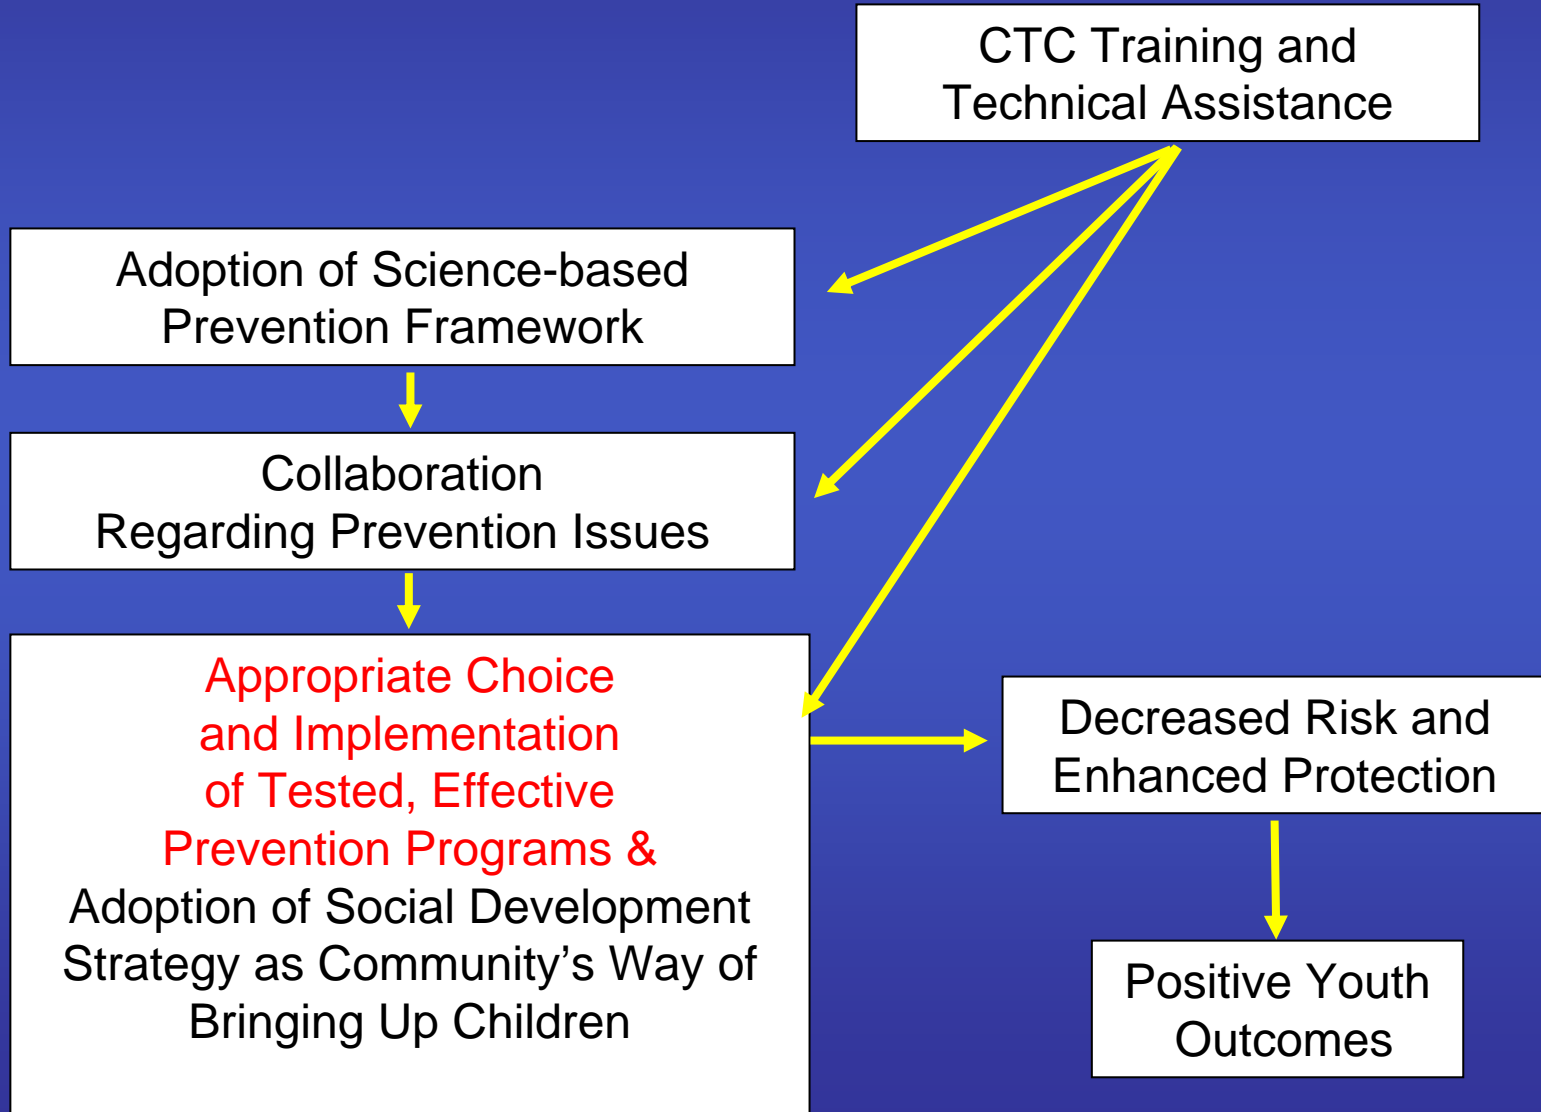 CTC Training and
Technical Assistance
Adoption of Science-based
Prevention Framework
Collaboration
Regarding Prevention Issues
Appropriate Choice
and Implementation
of Tested, Effective
Prevention Programs &
Adoption of Social Development
Strategy as Community’s Way of
Bringing Up Children
Decreased Risk and
Enhanced Protection
Positive Youth
Outcomes